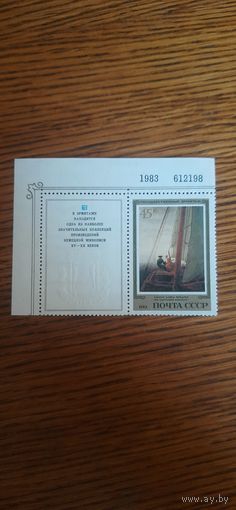 1983 612198
В ЭРМИТАЖЕ
НАХОДИТСЯ
ОДНА ИЗ НАИБОЛЕЕ
ЗНАЧИТЕЛЬНЫХ КОЛЛЕКЦИЙ
ПРОИЗВЕДЕНИЙ
НЕМЕЦКОЙ ЖИВОПИСИ
XV-XX ВЕКОВ
45
ПОЧТА СССР
© www.ay.by